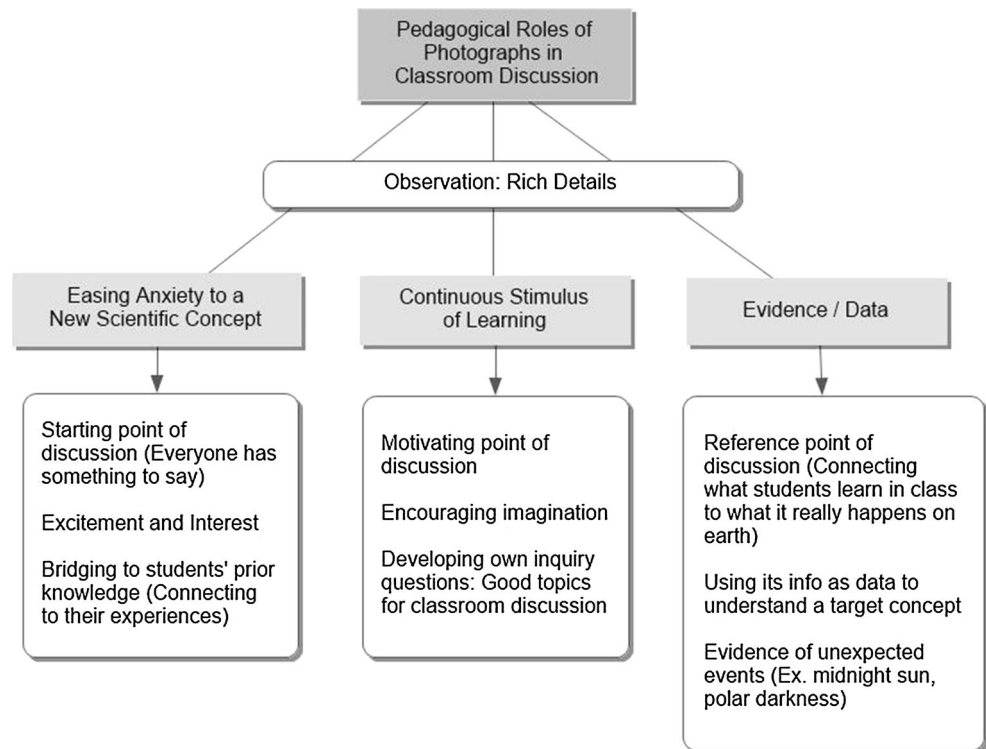 Pedagogical Roles of
Photographs in
Classroom Discussion
Observation: Rich Details
Easing Anxiety to a
New Scientific Concept
Starting point of
discussion (Everyone has
something to say)
Excitement and Interest
Bridging to students' prior
knowledge (Connecting
to their experiences)
Continuous Stimulus
of Learning
Motivating point of
discussion
Encouraging imagination
Developing own inquiry
questions: Good topics
for classroom discussion
Evidence / Data
Reference point of
discussion (Connecting
what students learn in class
to what it really happens on
earth)
Using its info as data to
understand a target concept
Evidence of unexpected
events (Ex. midnight sun,
polar darkness)